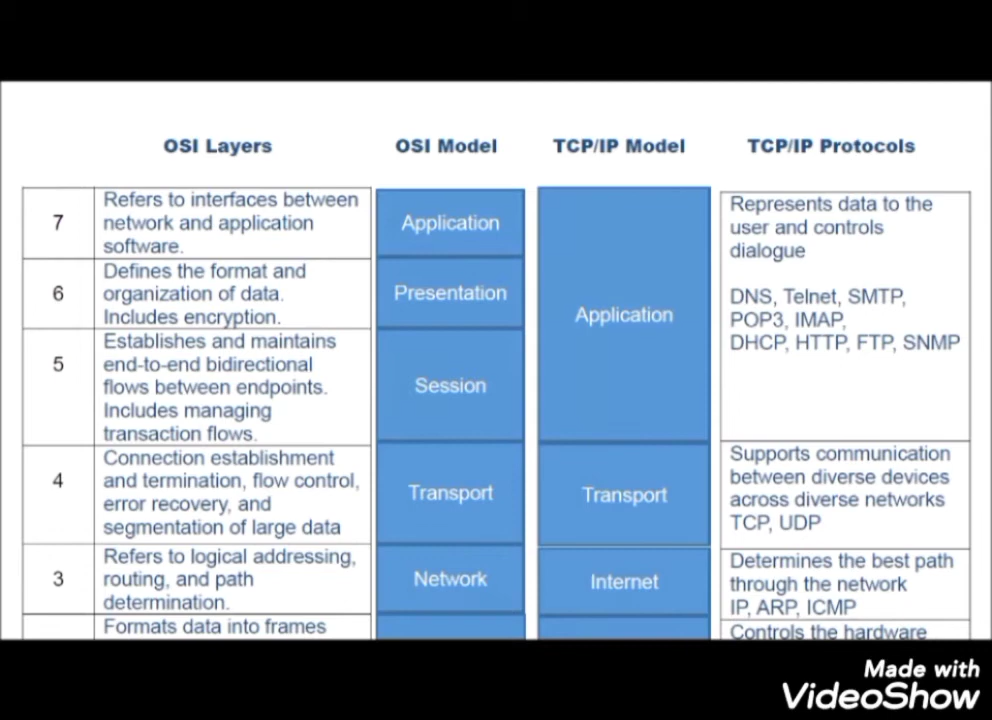 OSI Layers OSI Model TCP/IP Model TCP/IP Protocols
7
Refers to interfaces between
network and application
software.
Application
6
Defines the format and
organization of data.
Includes encryption.
Presentation
5
Establishes and maintains
end-to-end bidirectional
flows between endpoints.
Includes managing
transaction flows.
Session
Application
Represents data to the
user and controls
dialogue
DNS, Telnet, SMTP,
POP3, IMAP,
DHCP, HTTP, FTP, SNMP
4
Connection establishment
and termination, flow control,
error recovery, and
segmentation of large data
Transport
Transport
Supports communication
between diverse devices
across diverse networks
TCP, UDP
3
Refers to logical addressing,
routing, and path
determination.
Network
Internet
Determines the best path
through the network
IP, ARP, ICMP
Formats data into frames
Controls the hardware
Made with
VideoShow